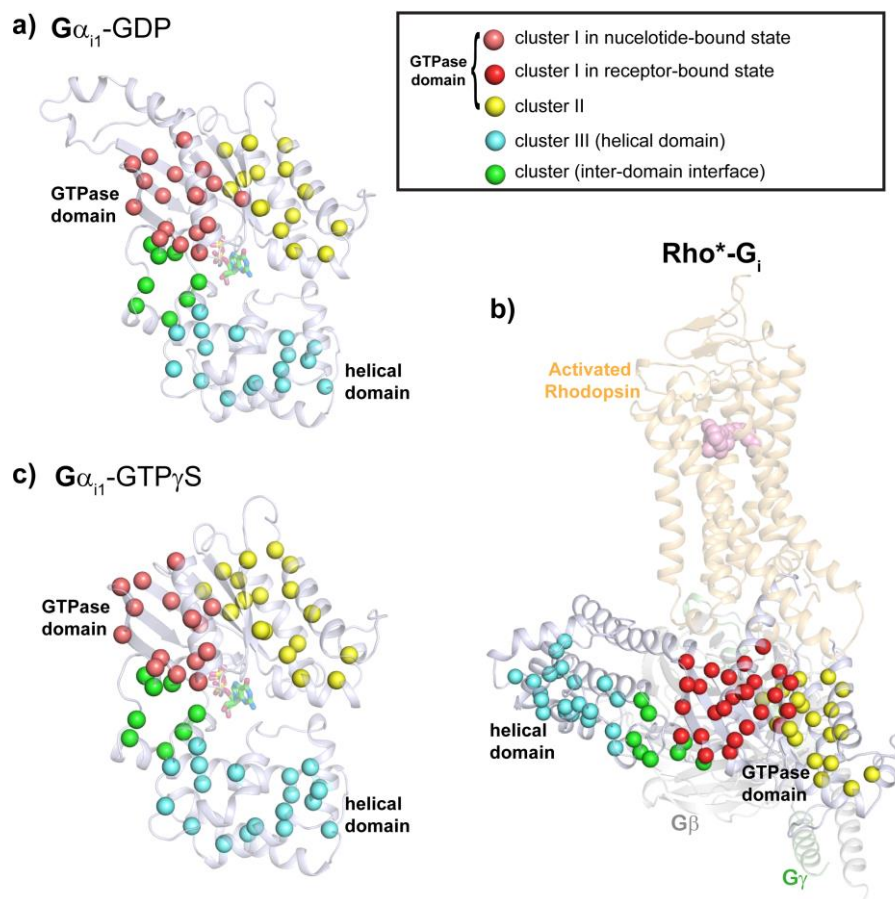 a) Gαi1-GDP
GTPase
domain
helical
domain
GTPase
domain
cluster I in nucelotide-bound state
cluster I in receptor-bound state
cluster II
cluster III (helical domain)
cluster (inter-domain interface)
Rho*-Gi
b)
Activated
Rhodopsin
helical
domain
GTPase
domain
Gβ
Gγ
c) Gαi1-GTPγS
GTPase
domain
helical
domain